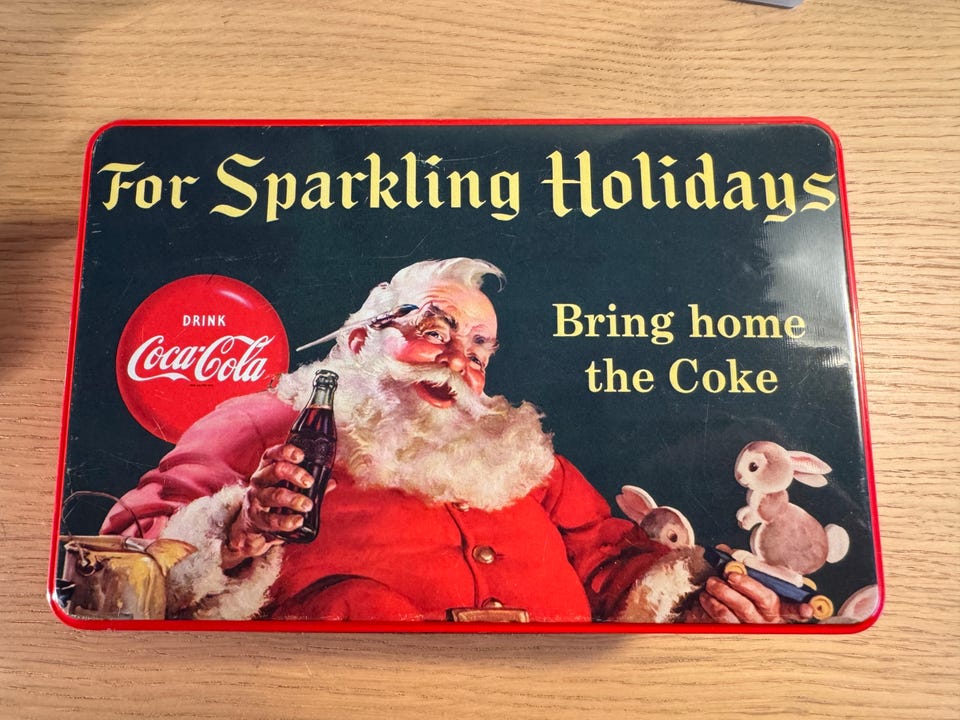 For Sparkling Holidays
DRINK
Coca-Cola
Bring home
the Coke